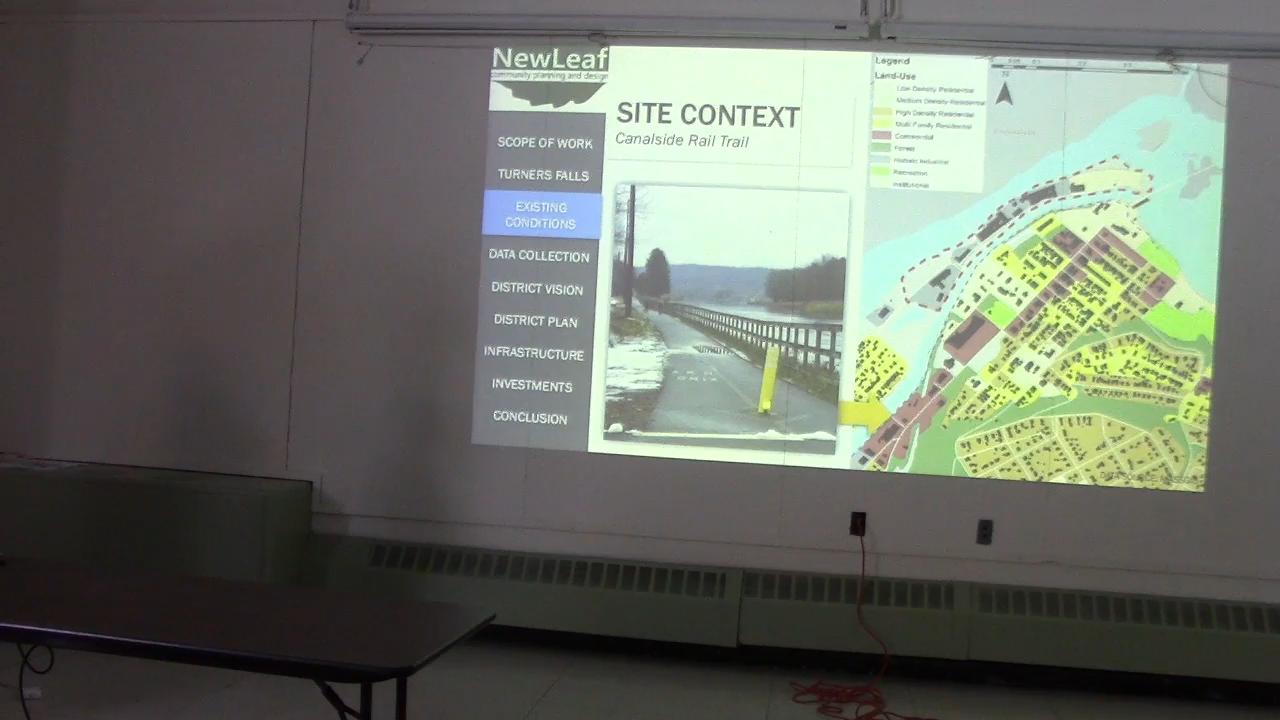 NewLeaf
community planning and design
SCOPE OF WORK
TURNERS FALLS
EXISTING
CONDITIONS
DATA COLLECTION
DISTRICT VISION
DISTRICT PLAN
INFRASTRUCTURE
INVESTMENTS
CONCLUSION
SITE CONTEXT
Canalside Rail Trail
Legend
Land-Use
Low Density Residential
Medium Density Residential
High Density Residential
Multi-Family Residential
Commercial
Forest
Historic Industrial
Recreation
Institutional